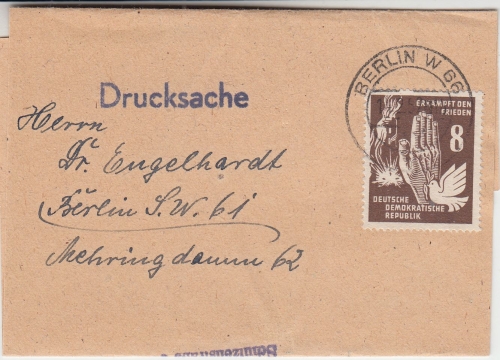 Drucksache
BERLIN W 66
ERKÄMPFT DEN
FRIEDEN
8
DEUTSCHE
DEMOKRATISCHE
REPUBLIK
Herrn
Dr. Engelhardt
Berlin S.W. 61
Mehringdamm 62